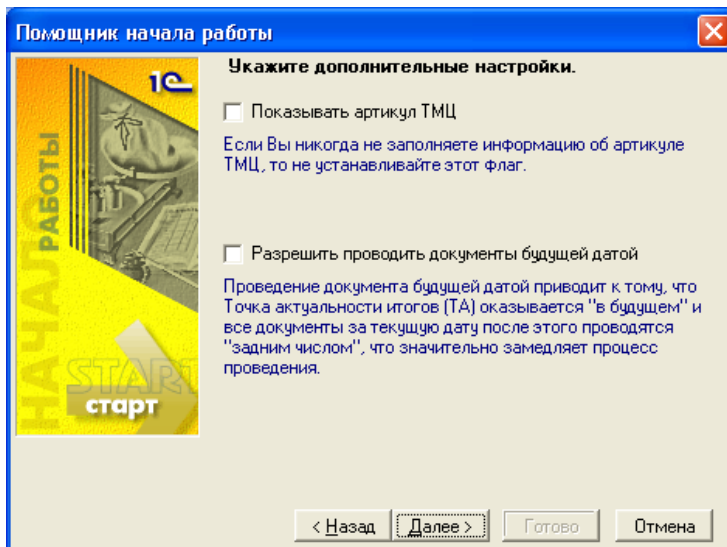 Помощник начала работы
1С
Укажите дополнительные настройки.
Показывать артикул ТМЦ
Если Вы никогда не заполняете информацию об артикуле
ТМЦ, то не устанавливайте этот флаг.
Разрешить проводить документы будущей датой
Проведение документа будущей датой приводит к тому, что
Точка актуальности итогов (ТА) оказывается "в будущем" и
все документы за текущую дату после этого проводятся
"задним числом", что значительно замедляет процесс
проведения.
НАЧАЛО
РАБОТЫ
START
старт
< Назад
Далее >
Готово
Отмена